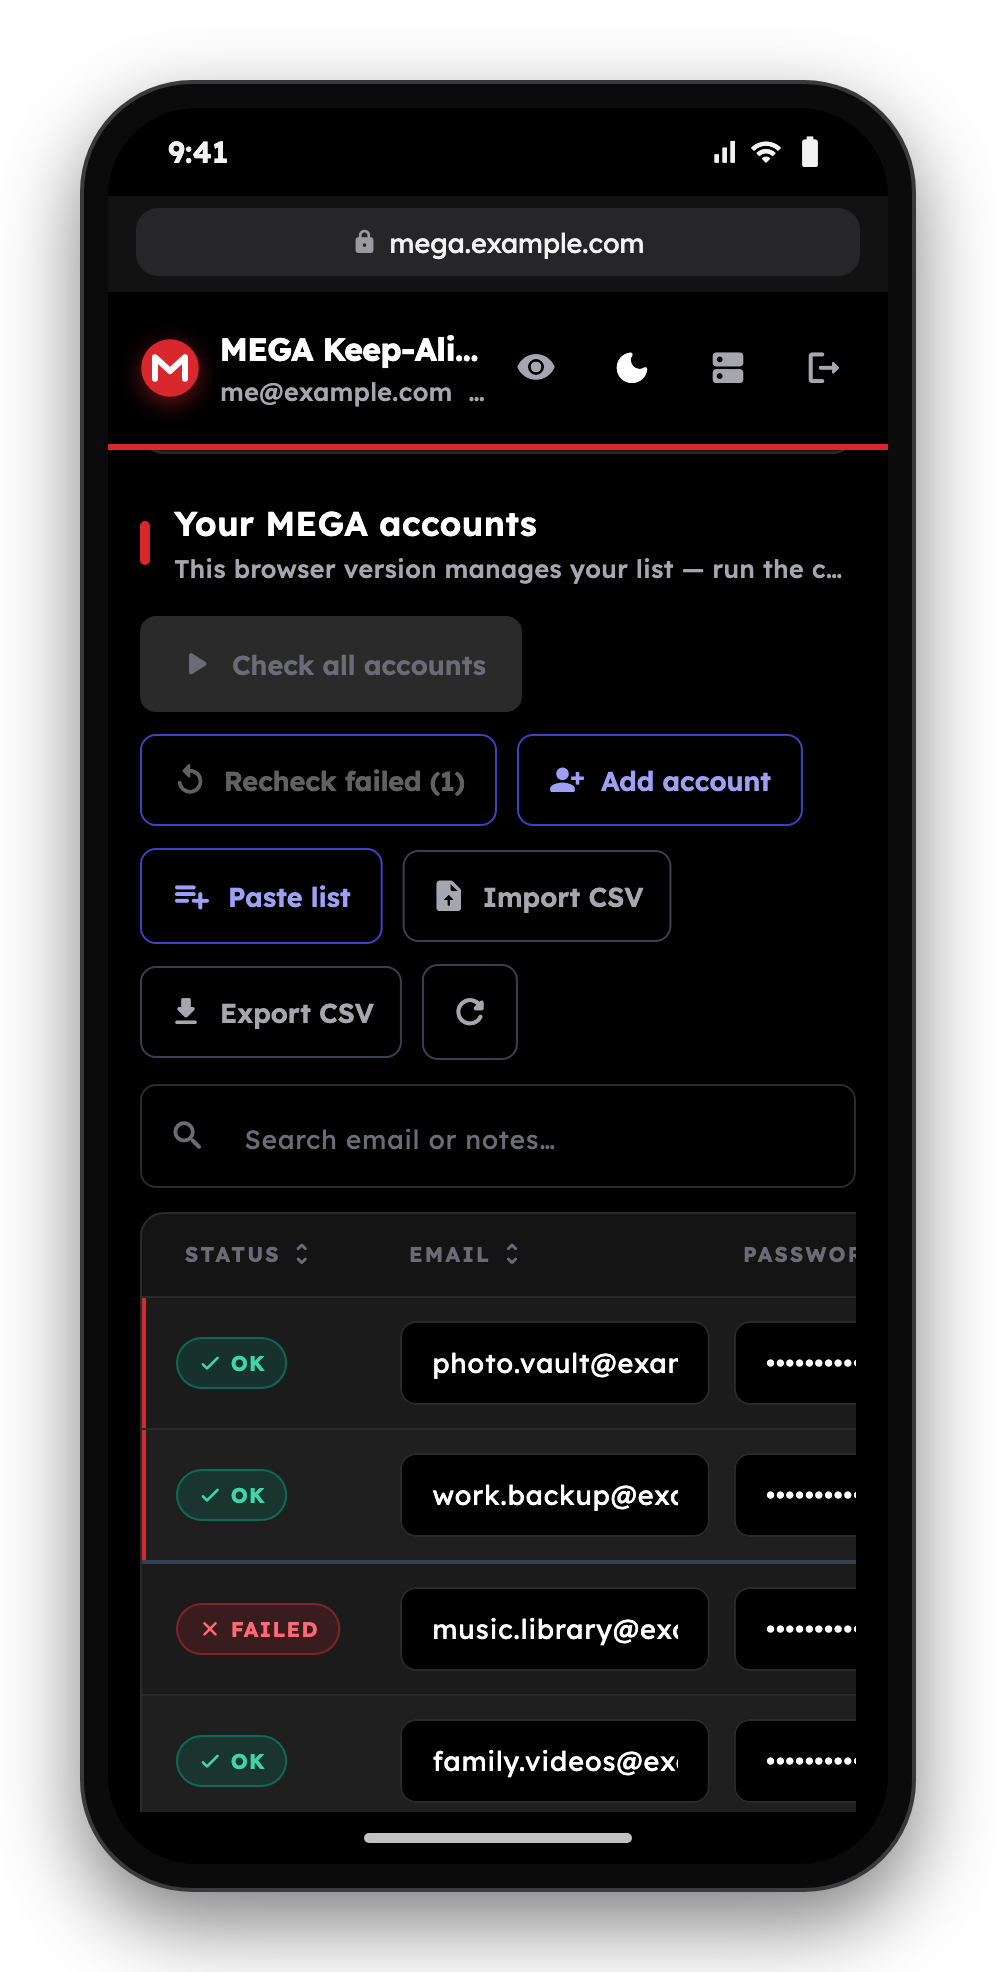 9:41
mega.example.com
MEGA Keep-Ali...
me@example.com ...
Your MEGA accounts
This browser version manages your list — run the c...
Check all accounts
Recheck failed (1)
Add account
Paste list
Import CSV
Export CSV
Search email or notes...
STATUS EMAIL PASSWOR
OK photo.vault@exar
OK work.backup@exc
FAILED music.library@exc
OK family.videos@ex